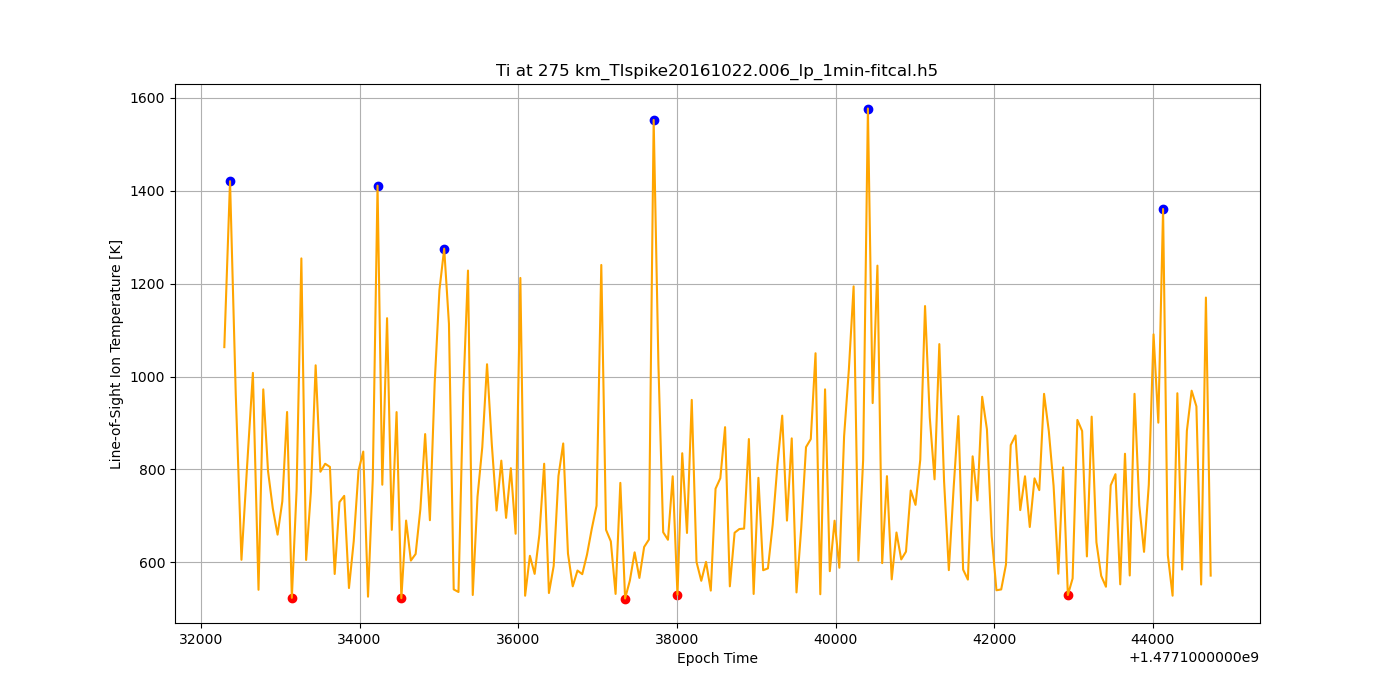 Ti at 275 km_TIspike20161022.006_lp_1min-fitcal.h5
Line-of-Sight Ion Temperature [K]
1600
1400
1200
1000
800
600
32000 34000 36000 38000 40000 42000 44000
Epoch Time
+1.4771000000e9